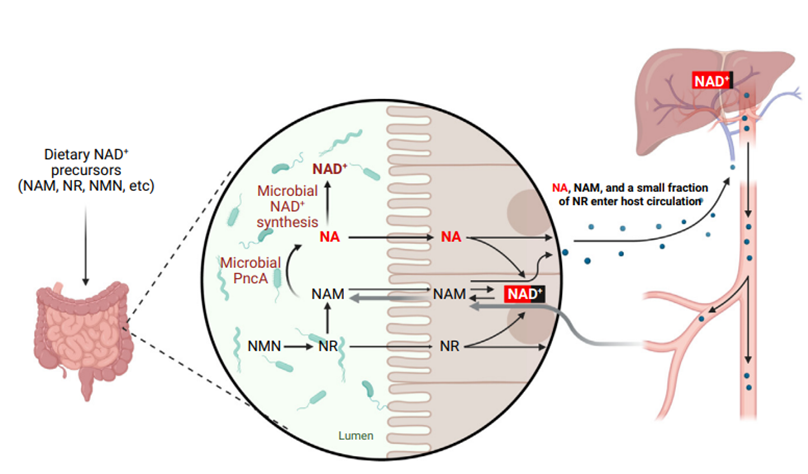 Dietary NAD⁺
precursors
(NAM, NR, NMN, etc)
NAD⁺
Microbial
NAD⁺
synthesis
NA
NA
Microbial
PncA
NAM
NAM
NAD⁺
NMN
NR
NR
Lumen
NA, NAM, and a small fraction
of NR enter host circulation
NAD⁺